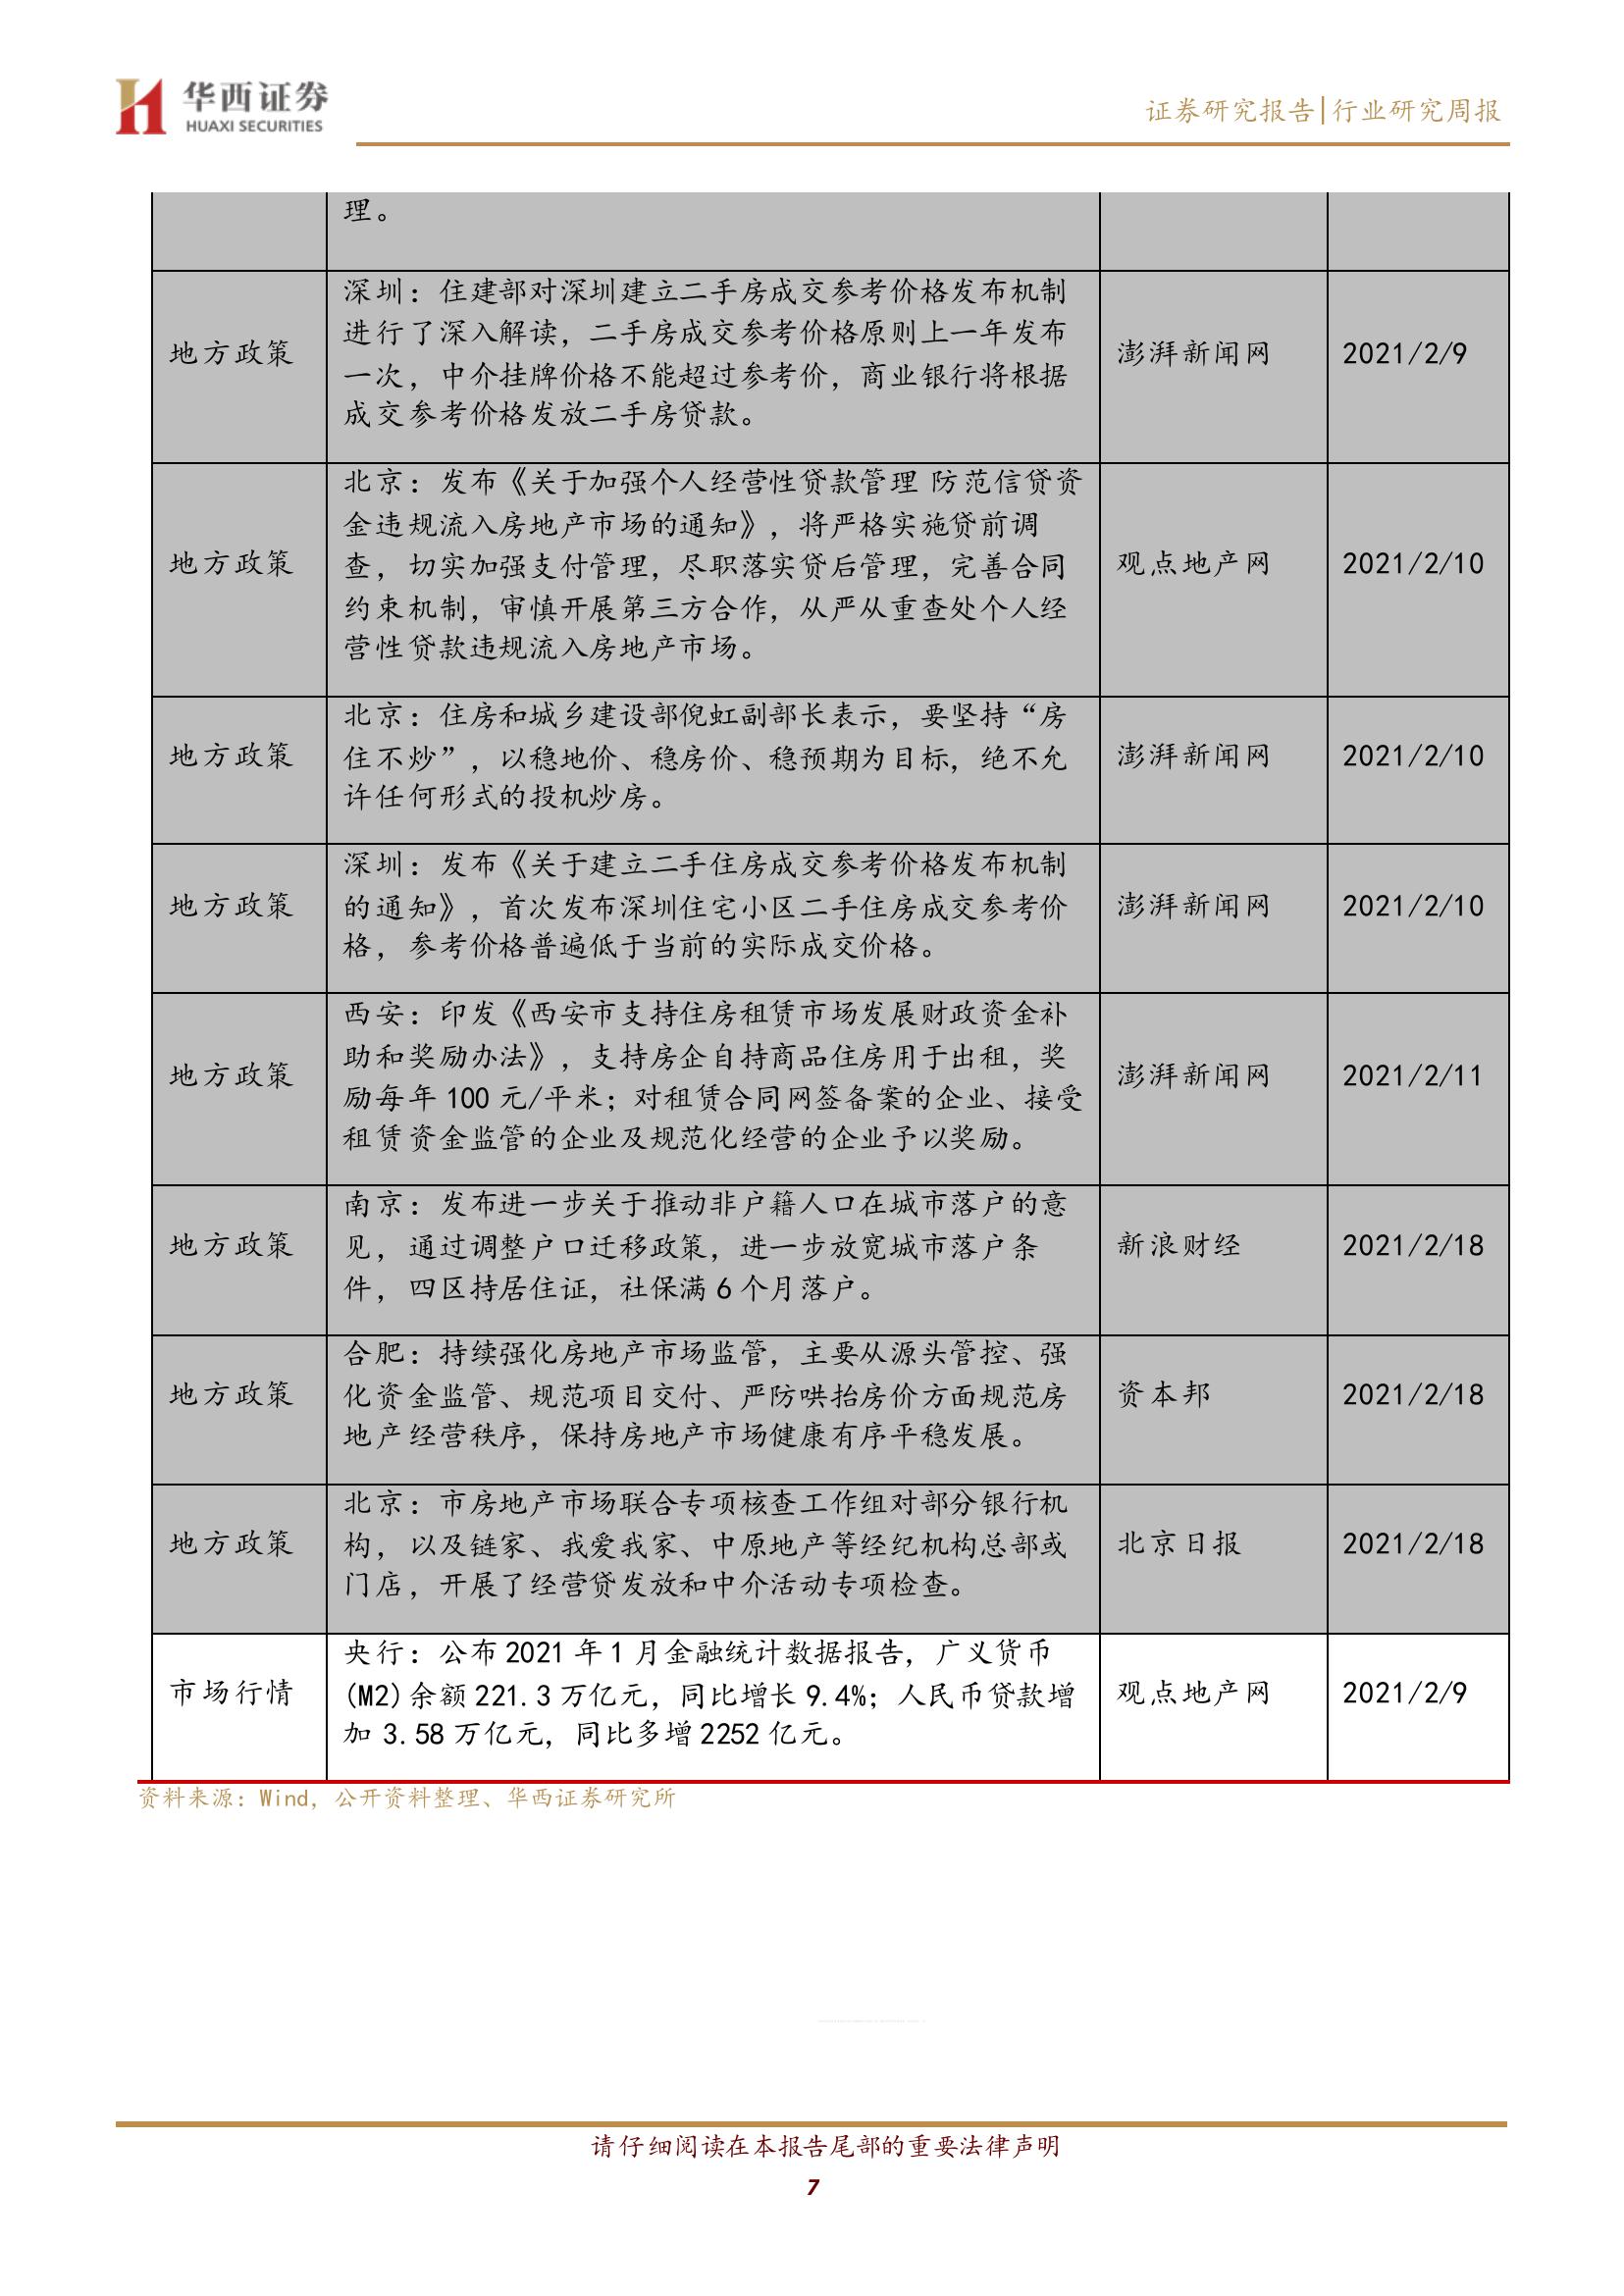 华西证券
HUAXI SECURITIES
证券研究报告|行业研究周报
理。
地方政策
深圳：住建部对深圳建立二手房成交参考价格发布机制
进行了深入解读，二手房成交参考价格原则上一年发布
一次，中介挂牌价格不能超过参考价，商业银行将根据
成交参考价格发放二手房贷款。
澎湃新闻网
2021/2/9
地方政策
北京：发布《关于加强个人经营性贷款管理 防范信贷资
金违规流入房地产市场的通知》，将严格实施贷前调
查，切实加强支付管理，尽职落实贷后管理，完善合同
约束机制，审慎开展第三方合作，从严从重查处个人经
营性贷款违规流入房地产市场。
观点地产网
2021/2/10
地方政策
北京：住房和城乡建设部倪虹副部长表示，要坚持“房
住不炒”，以稳地价、稳房价、稳预期为目标，绝不允
许任何形式的投机炒房。
澎湃新闻网
2021/2/10
地方政策
深圳：发布《关于建立二手住房成交参考价格发布机制
的通知》，首次发布深圳住宅小区二手住房成交参考价
格，参考价格普遍低于当前的实际成交价格。
澎湃新闻网
2021/2/10
地方政策
西安：印发《西安市支持住房租赁市场发展财政资金补
助和奖励办法》，支持房企自持商品住房用于出租，奖
励每年 100 元/平米；对租赁合同网签备案的企业、接受
租赁资金监管的企业及规范化经营的企业予以奖励。
澎湃新闻网
2021/2/11
地方政策
南京：发布进一步关于推动非户籍人口在城市落户的意
见，通过调整户口迁移政策，进一步放宽城市落户条
件，四区持居住证，社保满 6 个月落户。
新浪财经
2021/2/18
地方政策
合肥：持续强化房地产市场监管，主要从源头管控、强
化资金监管、规范项目交付、严防哄抬房价方面规范房
地产经营秩序，保持房地产市场健康有序平稳发展。
资本邦
2021/2/18
地方政策
北京：市房地产市场联合专项核查工作组对部分银行机
构，以及链家、我爱我家、中原地产等经纪机构总部或
门店，开展了经营贷发放和中介活动专项检查。
北京日报
2021/2/18
市场行情
央行：公布 2021 年 1 月金融统计数据报告，广义货币
(M2)余额 221.3 万亿元，同比增长 9.4%；人民币贷款增
加 3.58 万亿元，同比多增 2252 亿元。
观点地产网
2021/2/9
资料来源：Wind，公开资料整理、华西证券研究所
请仔细阅读在本报告尾部的重要法律声明
7